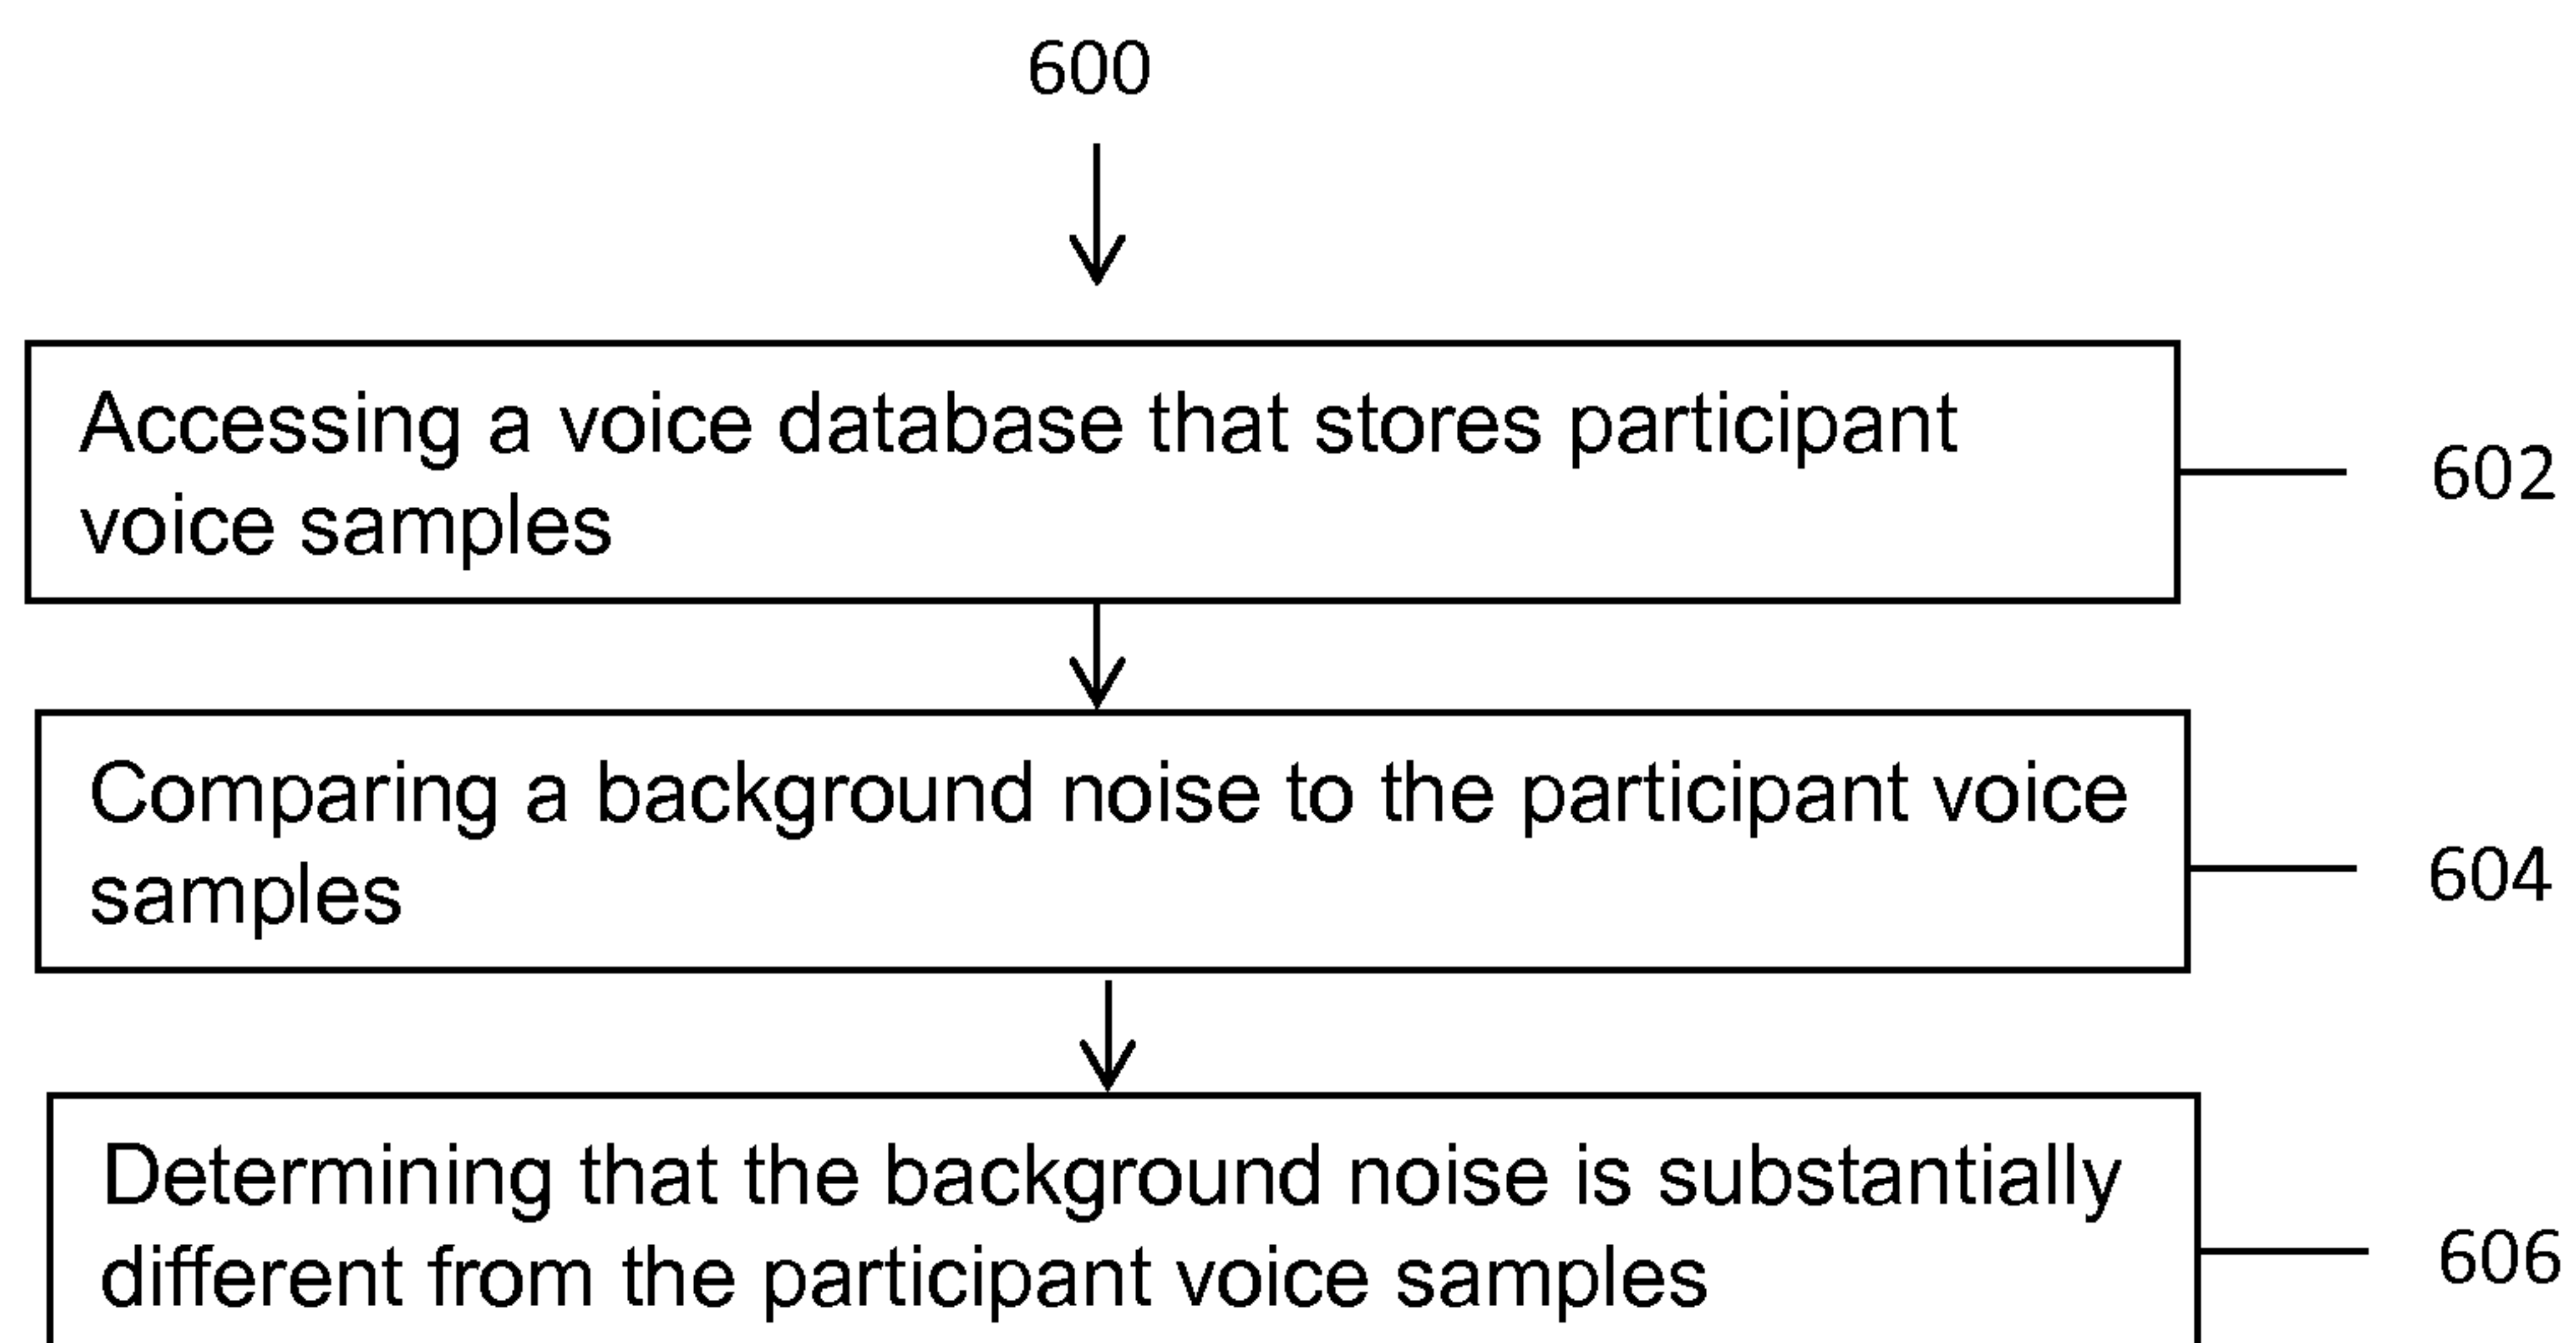 600
Accessing a voice database that stores participant
voice samples
602
Comparing a background noise to the participant voice
samples
604
Determining that the background noise is substantially
different from the participant voice samples
606